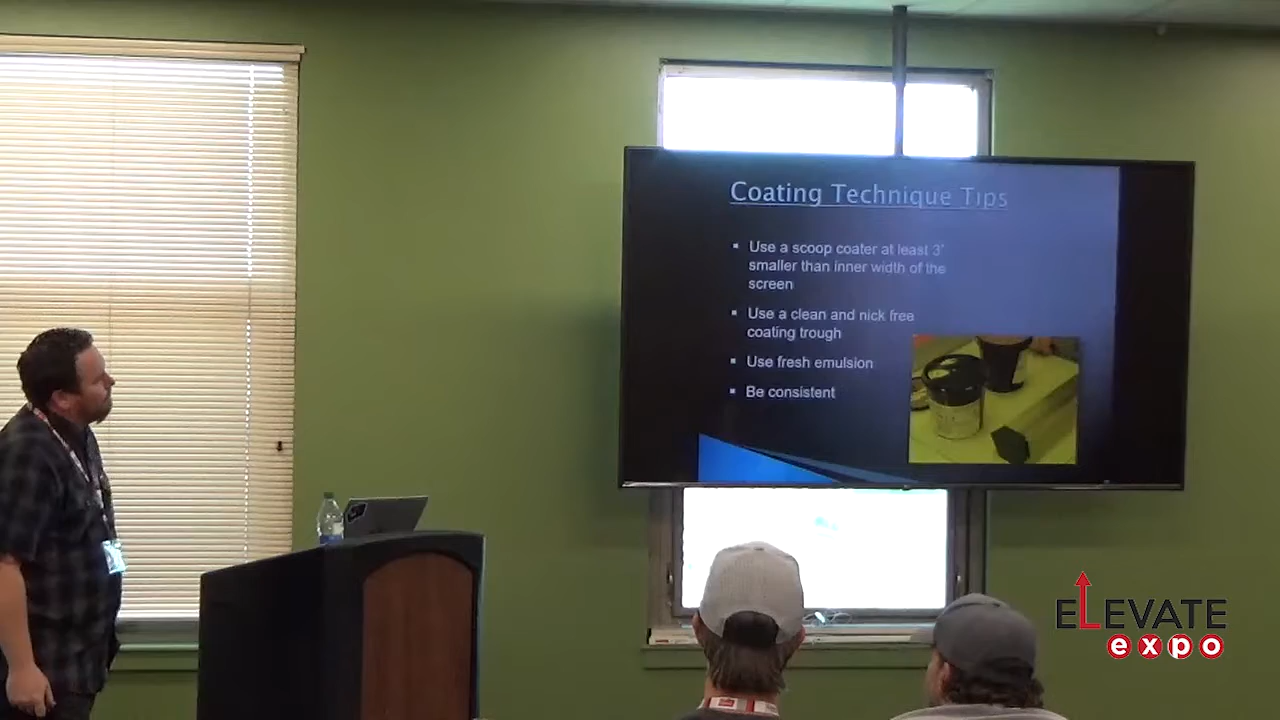 Coating Technique Tips
▪ Use a scoop coater at least 3"
smaller than inner width of the
screen
▪ Use a clean and nick free
coating trough
▪ Use fresh emulsion
▪ Be consistent
ELEVATE
expo